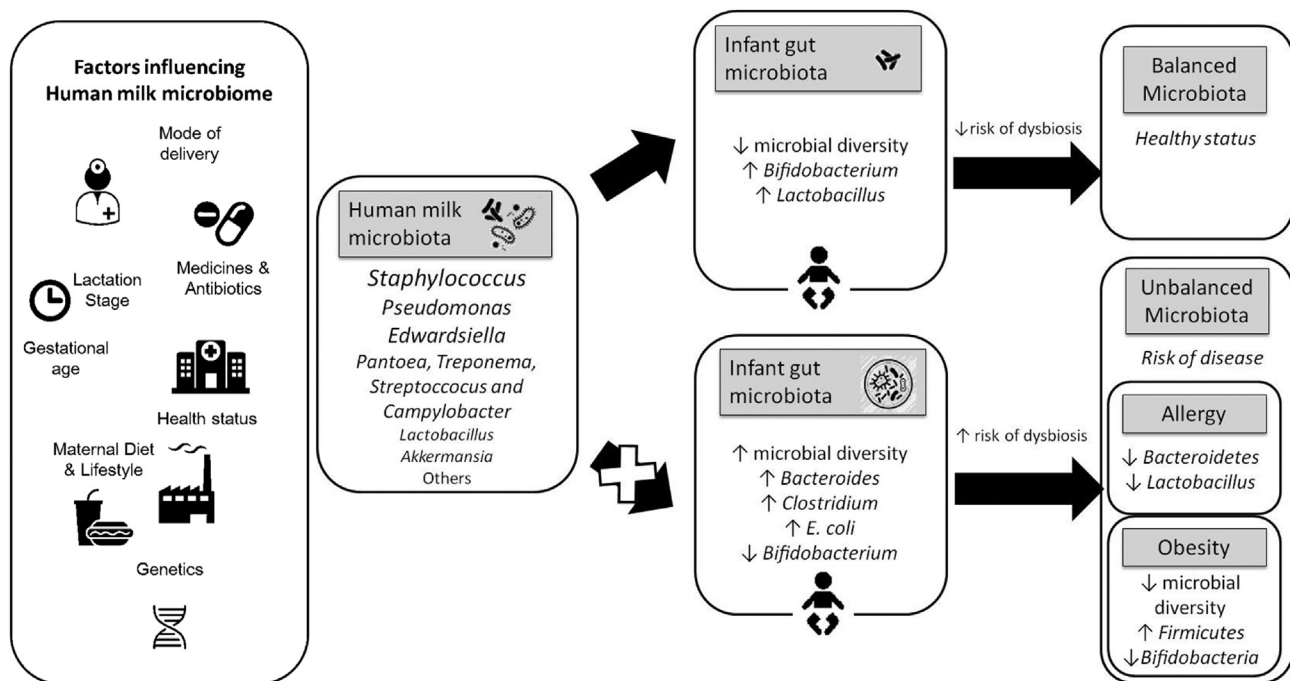 Factors influencing
Human milk microbiome
Mode of
delivery
Medicines &
Antibiotics
Lactation
Stage
Gestational
age
Health status
Maternal Diet
& Lifestyle
Genetics
Human milk
microbiota
Staphylococcus
Pseudomonas
Edwardsiella
Pantoea, Treponema,
Streptoccocus and
Campylobacter
Lactobacillus
Akkermansia
Others
Infant gut
microbiota
↓ microbial diversity
↑ Bifidobacterium
↑ Lactobacillus
↓ risk of dysbiosis
Balanced
Microbiota
Healthy status
Infant gut
microbiota
↑ microbial diversity
↑ Bacteroides
↑ Clostridium
↑ E. coli
↓ Bifidobacterium
↑ risk of dysbiosis
Unbalanced
Microbiota
Risk of disease
Allergy
↓ Bacteroidetes
↓ Lactobacillus
Obesity
↓ microbial
diversity
↑ Firmicutes
↓Bifidobacteria